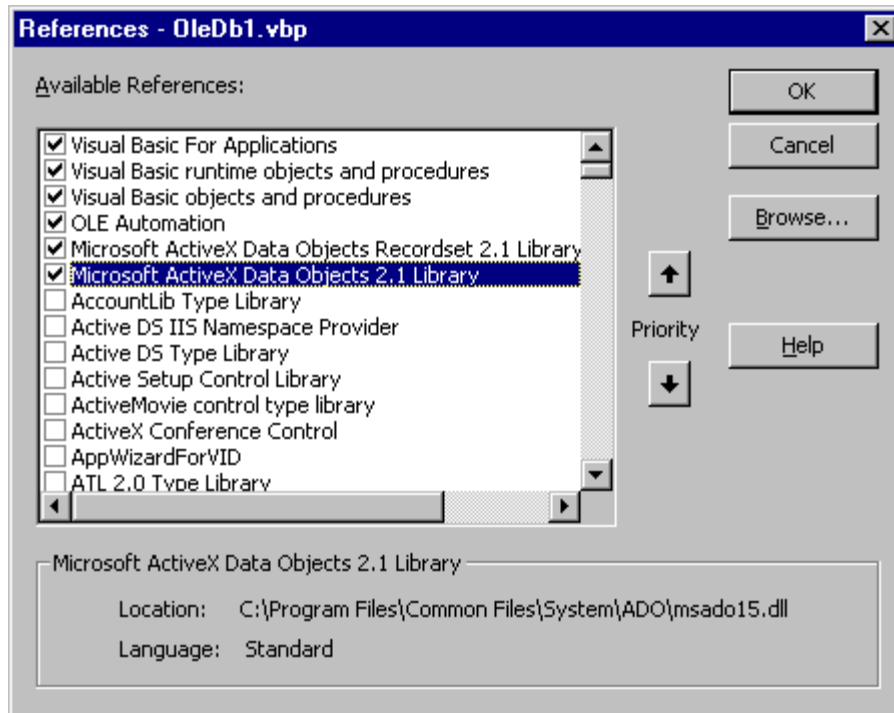 References - OleDb1.vbp
Available References:
Visual Basic For Applications
Visual Basic runtime objects and procedures
Visual Basic objects and procedures
OLE Automation
Microsoft ActiveX Data Objects Recordset 2.1 Library
Microsoft ActiveX Data Objects 2.1 Library
AccountLib Type Library
Active DS IIS Namespace Provider
Active DS Type Library
Active Setup Control Library
ActiveMovie control type library
ActiveX Conference Control
AppWizardForVID
ATL 2.0 Type Library
Priority
OK
Cancel
Browse...
Help
Microsoft ActiveX Data Objects 2.1 Library
Location: C:\Program Files\Common Files\System\ADO\msado15.dll
Language: Standard